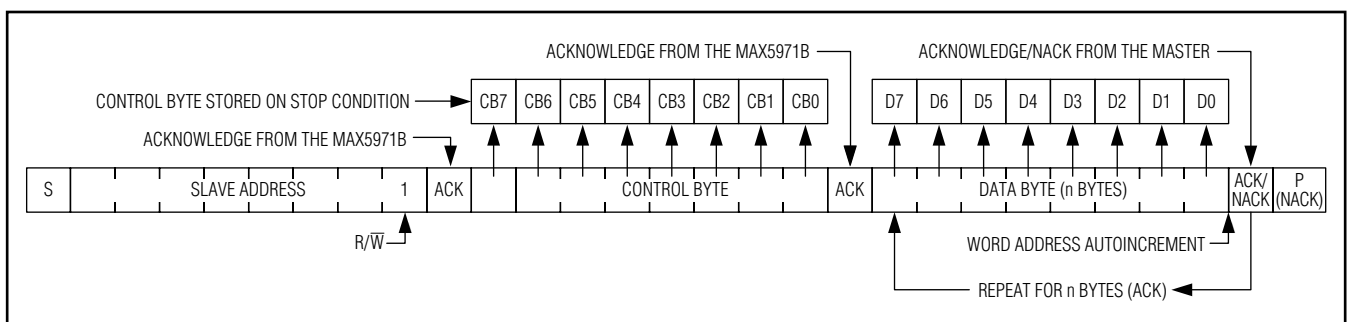 ACKNOWLEDGE FROM THE MAX5971B ACKNOWLEDGE/NACK FROM THE MASTER
CONTROL BYTE STORED ON STOP CONDITION CB7 CB6 CB5 CB4 CB3 CB2 CB1 CB0 D7 D6 D5 D4 D3 D2 D1 D0
ACKNOWLEDGE FROM THE MAX5971B
S SLAVE ADDRESS 1 ACK CONTROL BYTE ACK DATA BYTE (n BYTES) ACK/ P
NACK (NACK)
R/W̅ WORD ADDRESS AUTOINCREMENT
REPEAT FOR n BYTES (ACK)